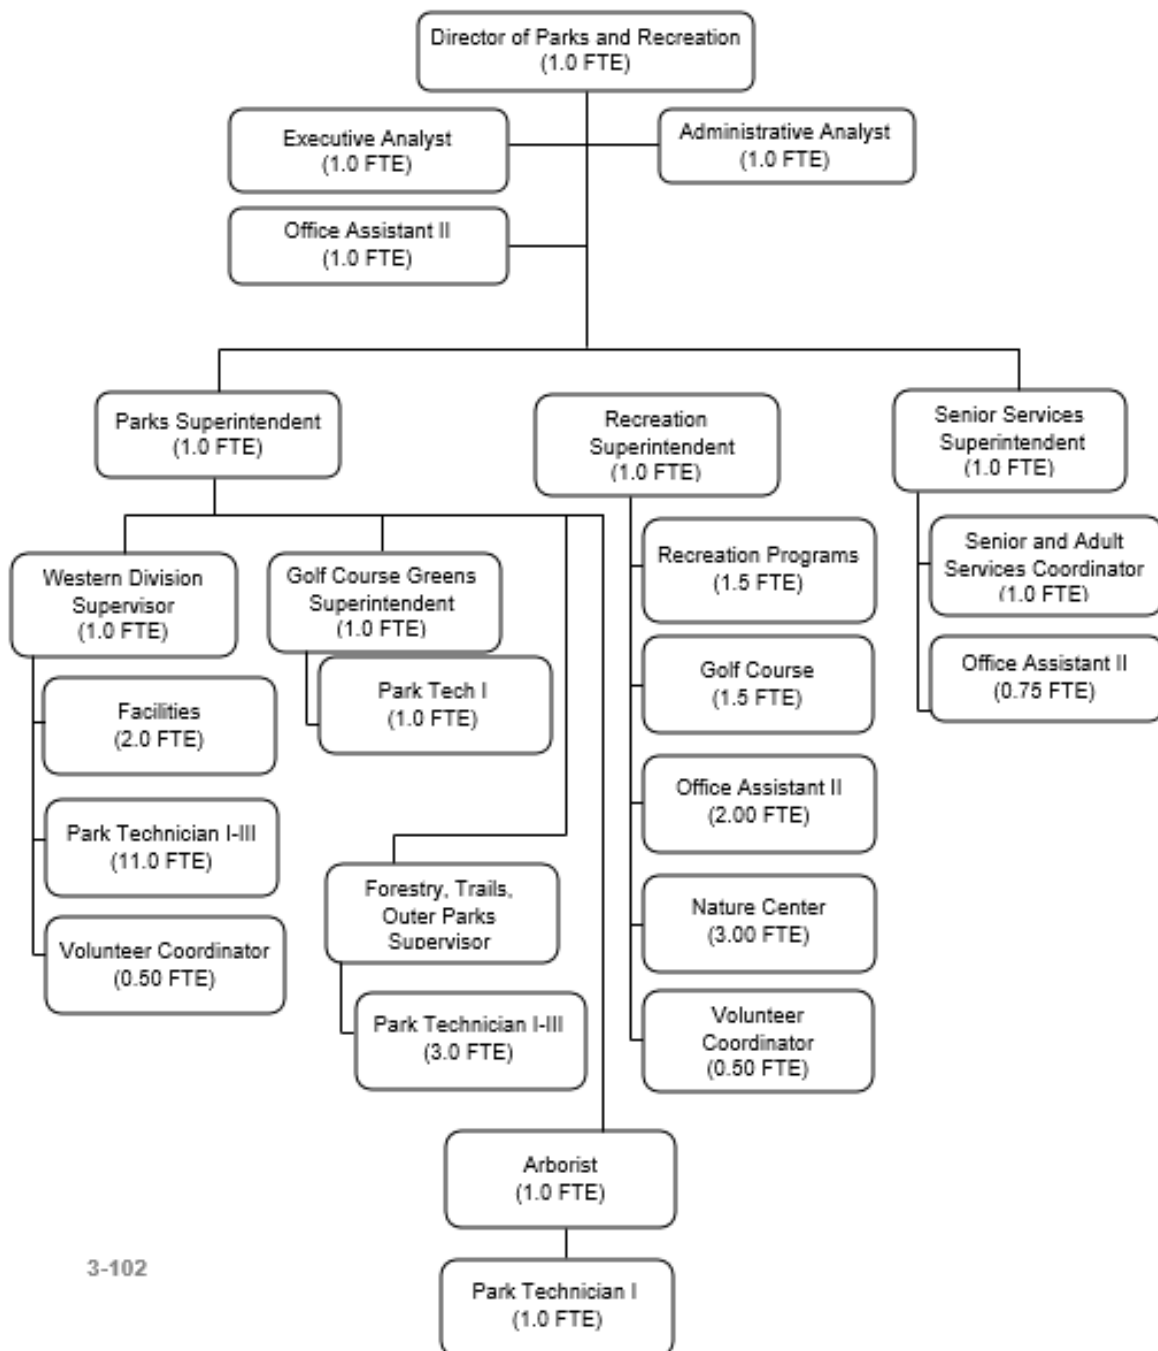 Director of Parks and Recreation
(1.0 FTE)
Executive Analyst
(1.0 FTE)
Administrative Analyst
(1.0 FTE)
Office Assistant II
(1.0 FTE)
Parks Superintendent
(1.0 FTE)
Recreation
Superintendent
(1.0 FTE)
Senior Services
Superintendent
(1.0 FTE)
Western Division
Supervisor
(1.0 FTE)
Facilities
(2.0 FTE)
Park Technician I-III
(11.0 FTE)
Volunteer Coordinator
(0.50 FTE)
Golf Course Greens
Superintendent
(1.0 FTE)
Park Tech I
(1.0 FTE)
Forestry, Trails,
Outer Parks
Supervisor
Park Technician I-III
(3.0 FTE)
Arborist
(1.0 FTE)
Park Technician I
(1.0 FTE)
Recreation Programs
(1.5 FTE)
Golf Course
(1.5 FTE)
Office Assistant II
(2.00 FTE)
Nature Center
(3.00 FTE)
Volunteer
Coordinator
(0.50 FTE)
Senior and Adult
Services Coordinator
(1.0 FTE)
Office Assistant II
(0.75 FTE)
3-102